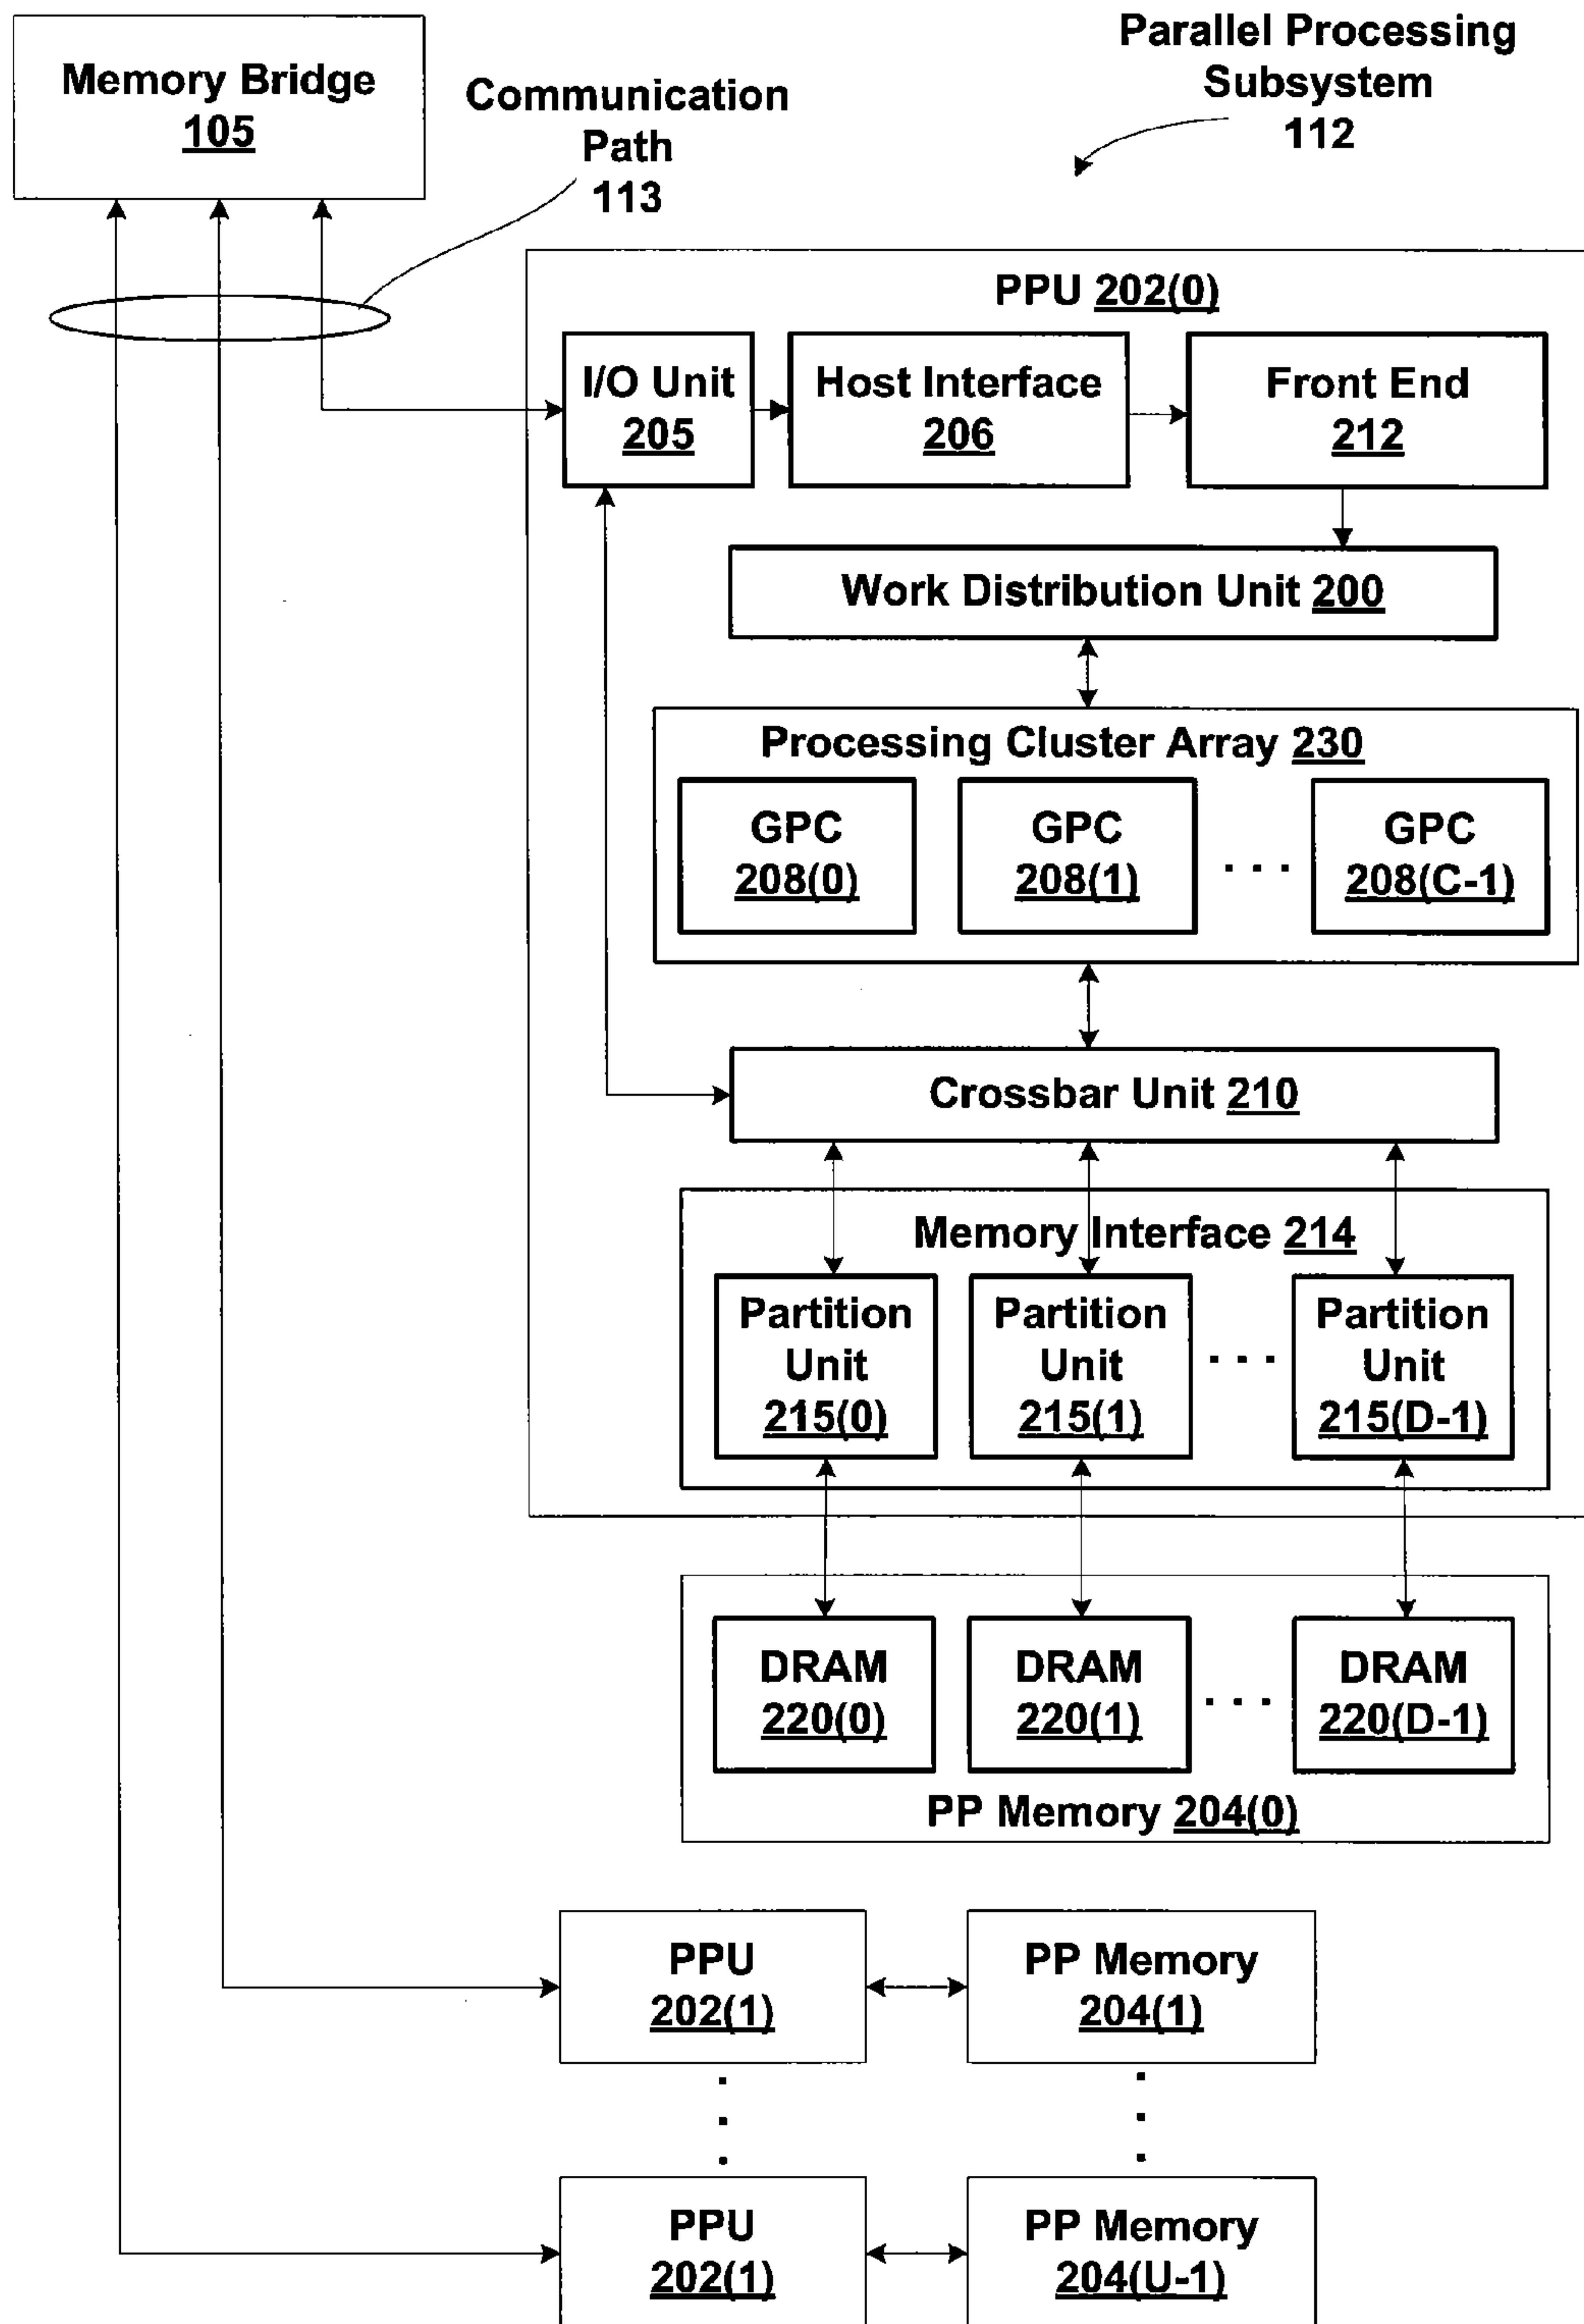 Memory Bridge
105
Communication
Path
113
Parallel Processing
Subsystem
112
PPU 202(0)
I/O Unit
205
Host Interface
206
Front End
212
Work Distribution Unit 200
Processing Cluster Array 230
GPC
208(0)
GPC
208(1)
. . .
GPC
208(C-1)
Crossbar Unit 210
Memory Interface 214
Partition
Unit
215(0)
Partition
Unit
215(1)
. . .
Partition
Unit
215(D-1)
DRAM
220(0)
DRAM
220(1)
. . .
DRAM
220(D-1)
PP Memory 204(0)
PPU
202(1)
PP Memory
204(1)
PPU
202(1)
PP Memory
204(U-1)